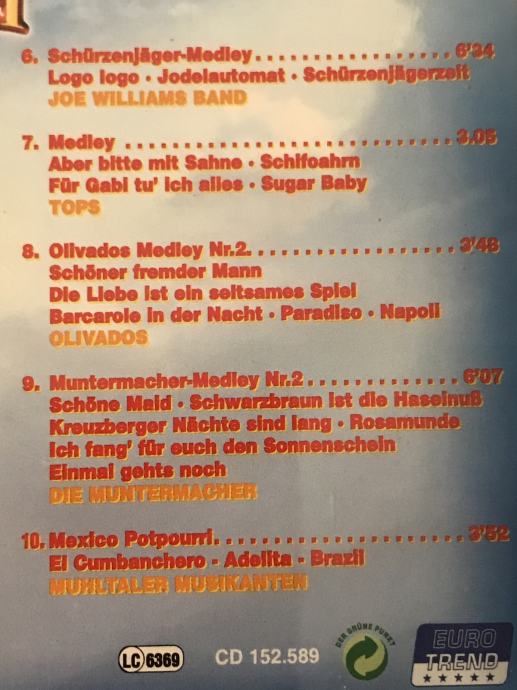 6. Schürzenjäger-Medley.................6'34
Logo logo • Jodelautomat • Schürzenjägerzeit
JOE WILLIAMS BAND
7. Medley ............................3.05
Aber bitte mit Sahne • Schifoahrn
Für Gabi tu' ich alles • Sugar Baby
TOPS
8. Olivados Medley Nr.2..................3'48
Schöner fremder Mann
Die Liebe ist ein seltsames Spiel
Barcarole in der Nacht • Paradiso • Napoli
OLIVADOS
9. Muntermacher-Medley Nr.2.............6'07
Schöne Maid • Schwarzbraun ist die Haselnuß
Kreuzberger Nächte sind lang • Rosamunde
Ich fang' für euch den Sonnenschein
Einmal gehts noch
DIE MUNTERMACHER
10. Mexico Potpourri......................3'52
El Cumbanchero - Adelita - Brazil
MÜHLTALER MUSIKANTEN
LC 6369
CD 152.589
DER GRÜNE PUNKT
EURO
TREND